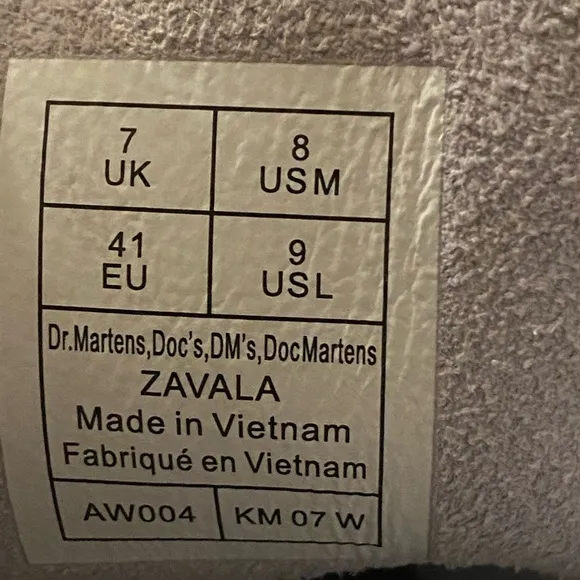 7 8
UK USM
41 9
EU USL
Dr.Martens,Doc's,DM's,DocMartens
ZAVALA
Made in Vietnam
Fabriqué en Vietnam
AW004 KM 07 W